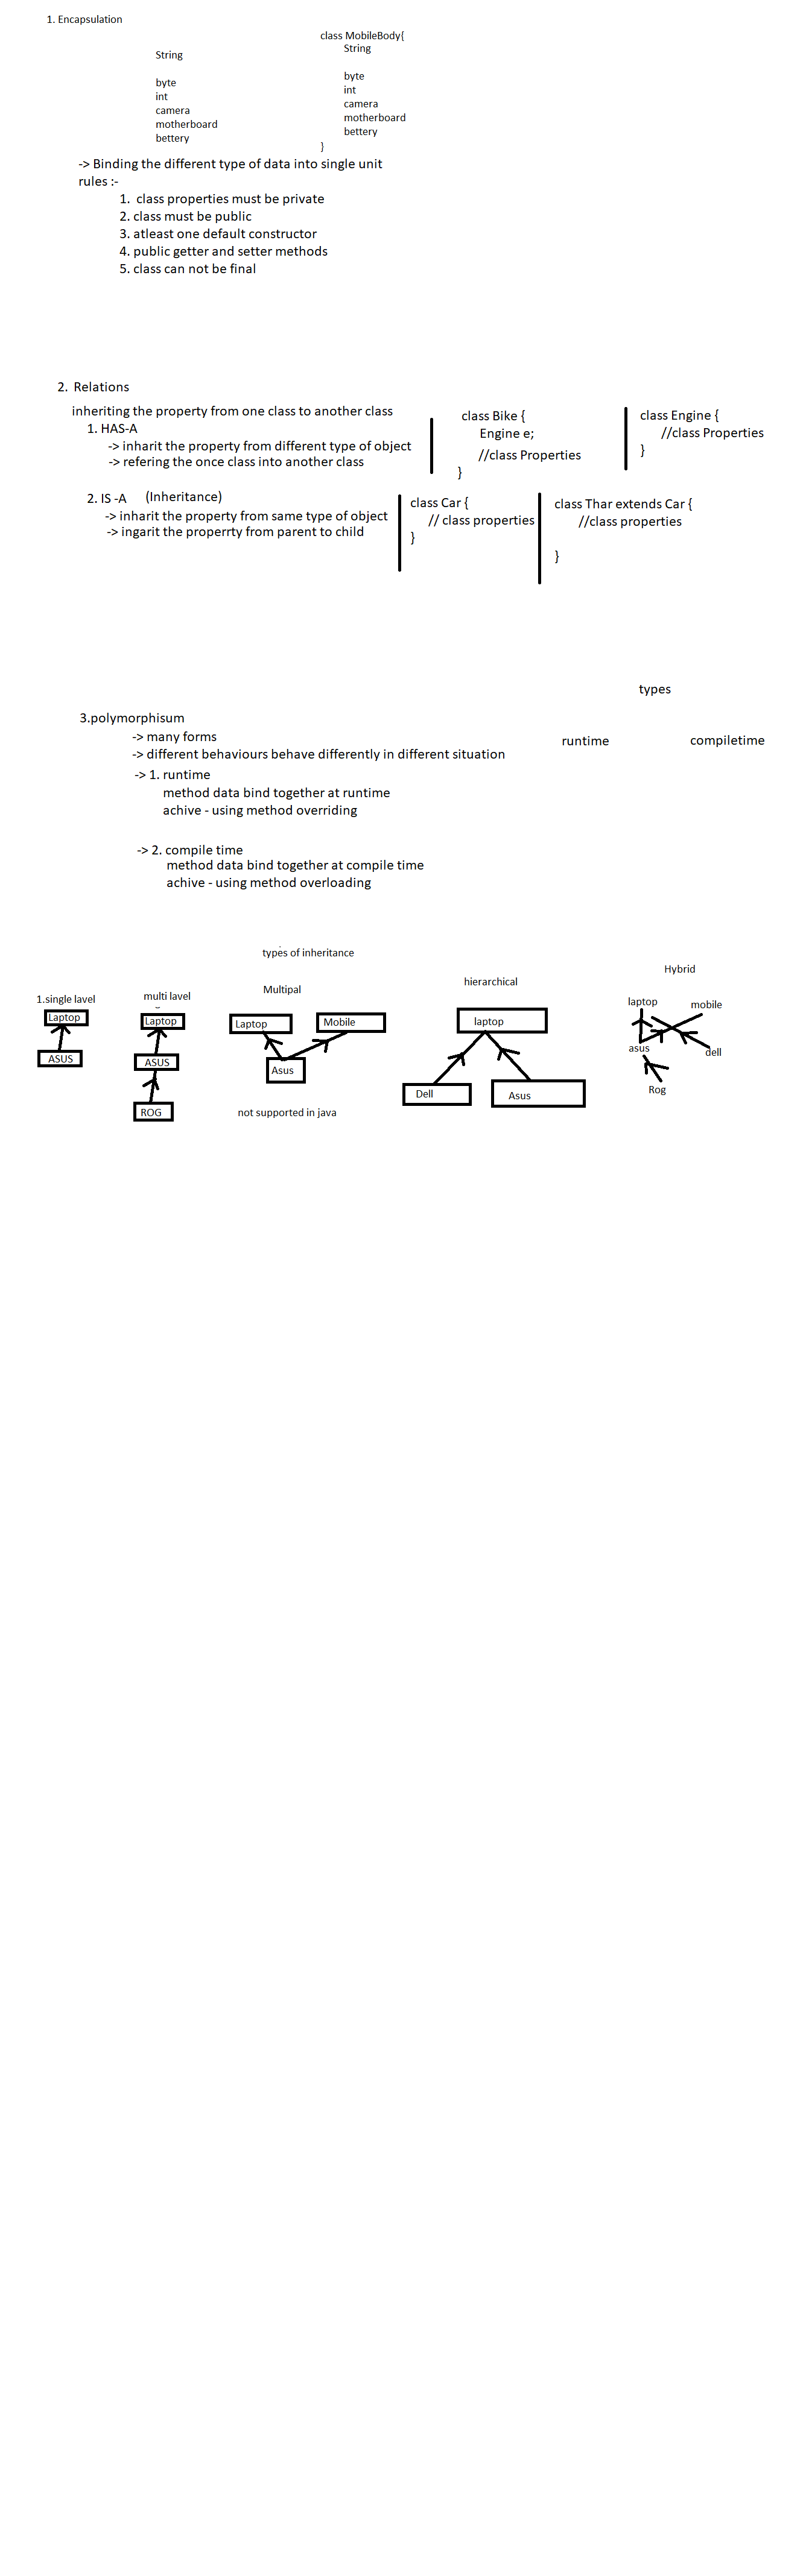 1. Encapsulation
String
byte
int
camera
motherboard
bettery
class MobileBody{
String
byte
int
camera
motherboard
bettery
}
-> Binding the different type of data into single unit
rules :-
1. class properties must be private
2. class must be public
3. atleast one default constructor
4. public getter and setter methods
5. class can not be final
2. Relations
inheriting the property from one class to another class
1. HAS-A
-> inharit the property from different type of object
-> refering the once class into another class
class Bike {
Engine e;
//class Properties
}
class Engine {
//class Properties
}
2. IS -A (Inheritance)
-> inharit the property from same type of object
-> ingarit the properrty from parent to child
class Car {
// class properties
}
class Thar extends Car {
//class properties
}
types
runtime compiletime
3.polymorphisum
-> many forms
-> different behaviours behave differently in different situation
-> 1. runtime
method data bind together at runtime
achive - using method overriding
-> 2. compile time
method data bind together at compile time
achive - using method overloading
types of inheritance
1.single lavel
Laptop
ASUS
multi lavel
Laptop
ASUS
ROG
Multipal
Laptop Mobile
Asus
not supported in java
hierarchical
laptop
Dell Asus
Hybrid
laptop mobile
asus dell
Rog